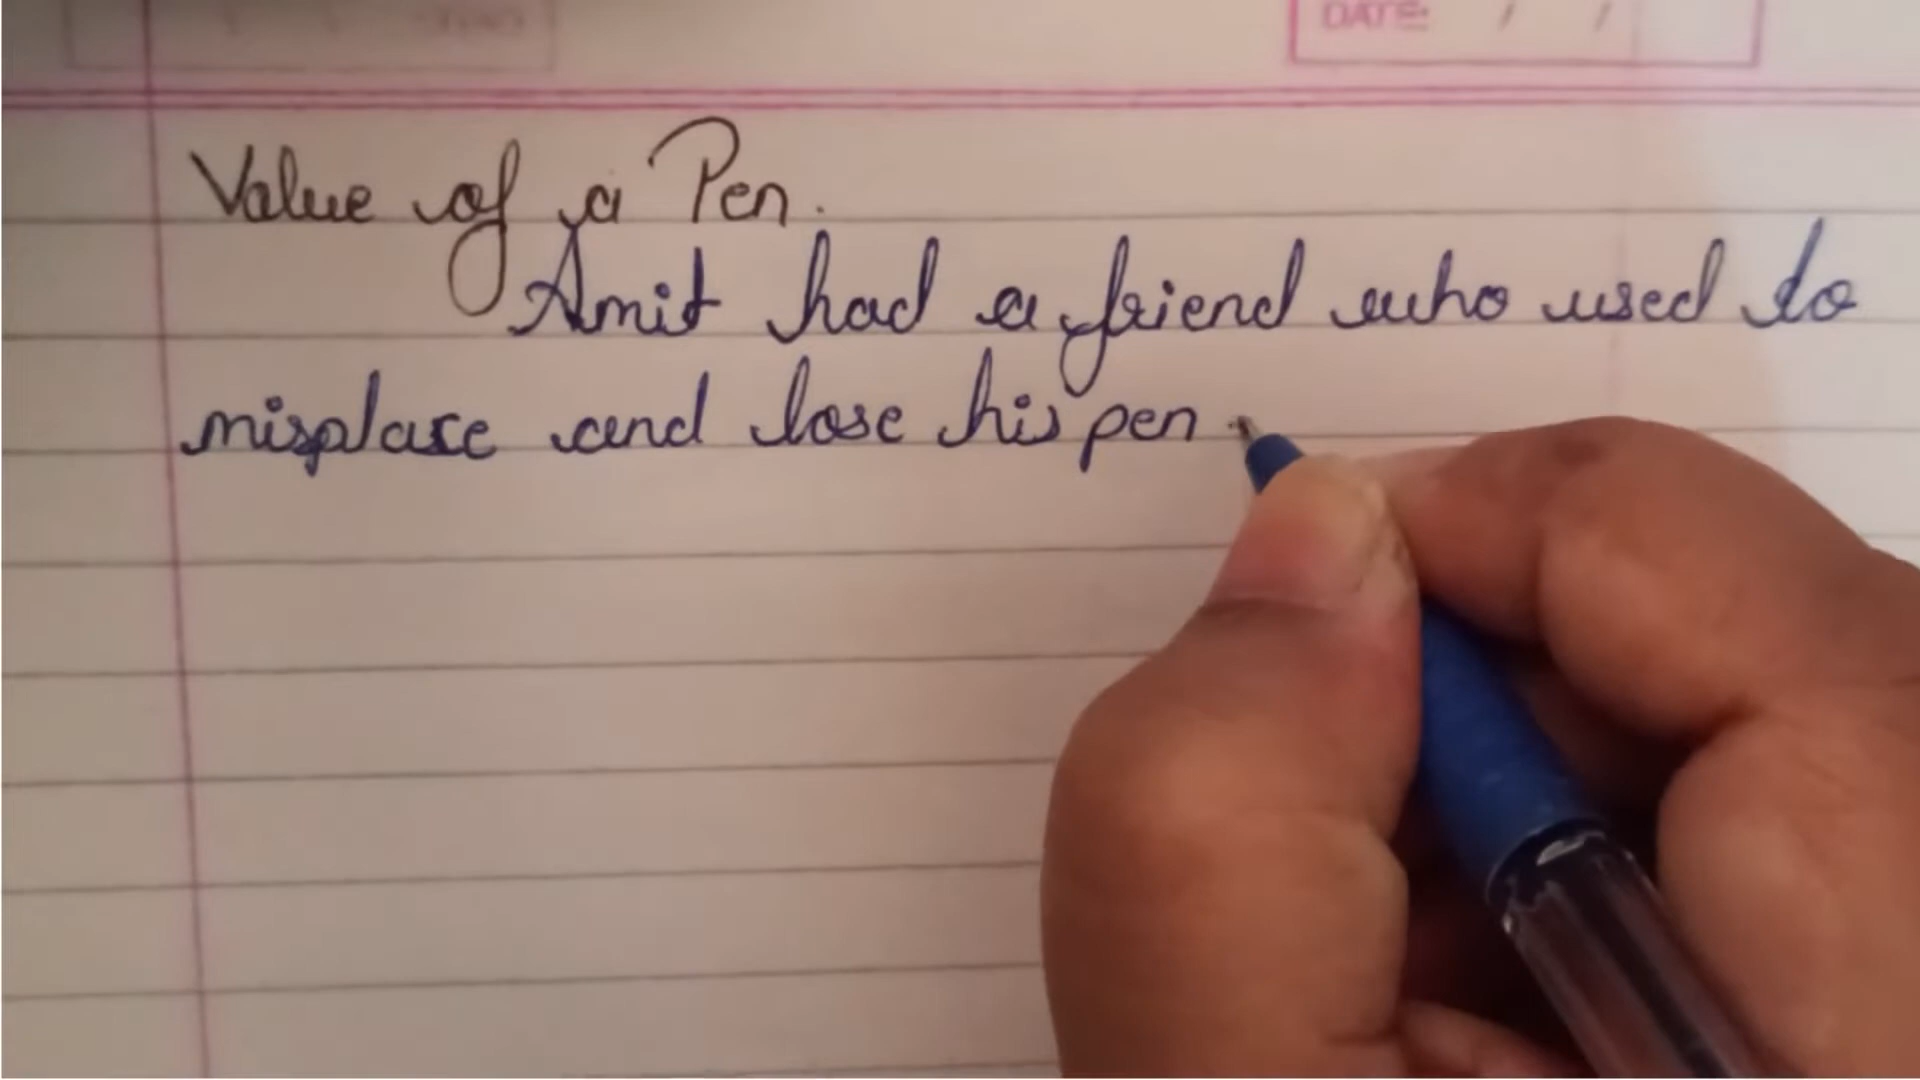 DATE: / /
Value of a Pen.
Amit had a friend who used to
misplace and lose his pen